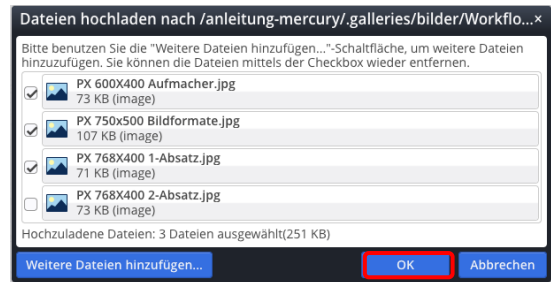 Dateien hochladen nach /anleitung-mercury/.galleries/bilder/Workflo...×
Bitte benutzen Sie die "Weitere Dateien hinzufügen..."-Schaltfläche, um weitere Dateien
hinzuzufügen. Sie können die Dateien mittels der Checkbox wieder entfernen.
PX 600X400 Aufmacher.jpg
73 KB (image)
PX 750x500 Bildformate.jpg
107 KB (image)
PX 768X400 1-Absatz.jpg
71 KB (image)
PX 768X400 2-Absatz.jpg
73 KB (image)
Hochzuladene Dateien: 3 Dateien ausgewählt(251 KB)
Weitere Dateien hinzufügen... OK Abbrechen